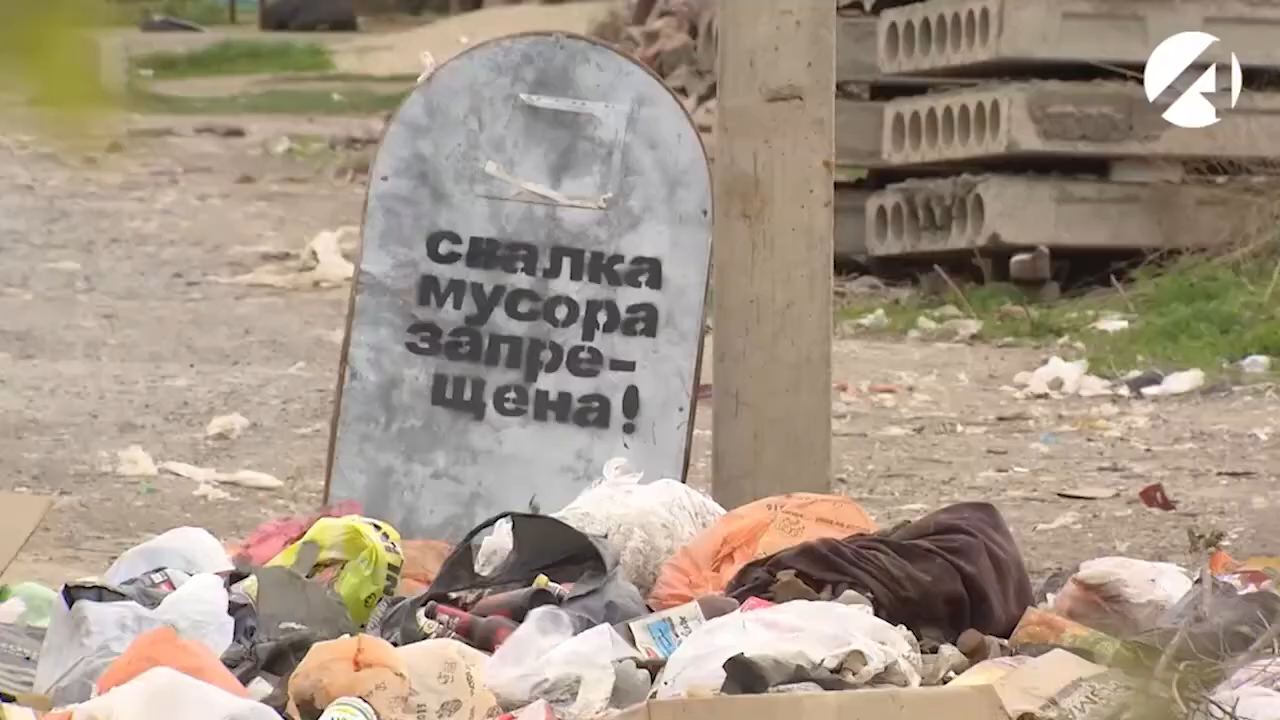 свалка
мусора
запре-
щена!